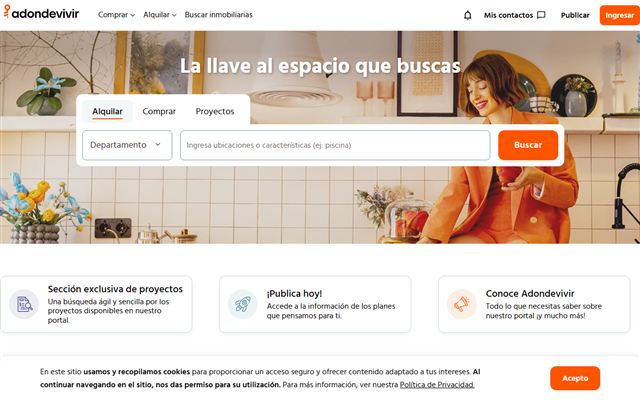 adondevivir
Comprar
Alquilar
Buscar inmobiliarias
Mis contactos
Publicar
Ingresar
La llave al espacio que buscas
Alquilar
Comprar
Proyectos
Departamento
Ingresa ubicaciones o características (ej: piscina)
Buscar
Sección exclusiva de proyectos
Una búsqueda ágil y sencilla por los
proyectos disponibles en nuestro
portal.
¡Publica hoy!
Accede a la información de los planes
que pensamos para ti.
Conoce Adondevivir
Todo lo que necesitas saber sobre
nuestro portal ¡y mucho más!
En este sitio usamos y recopilamos cookies para proporcionar un acceso seguro y ofrecer contenido adaptado a tus intereses. Al
continuar navegando en el sitio, nos das permiso para su utilización. Para más información, ver nuestra Política de Privacidad.
Acepto